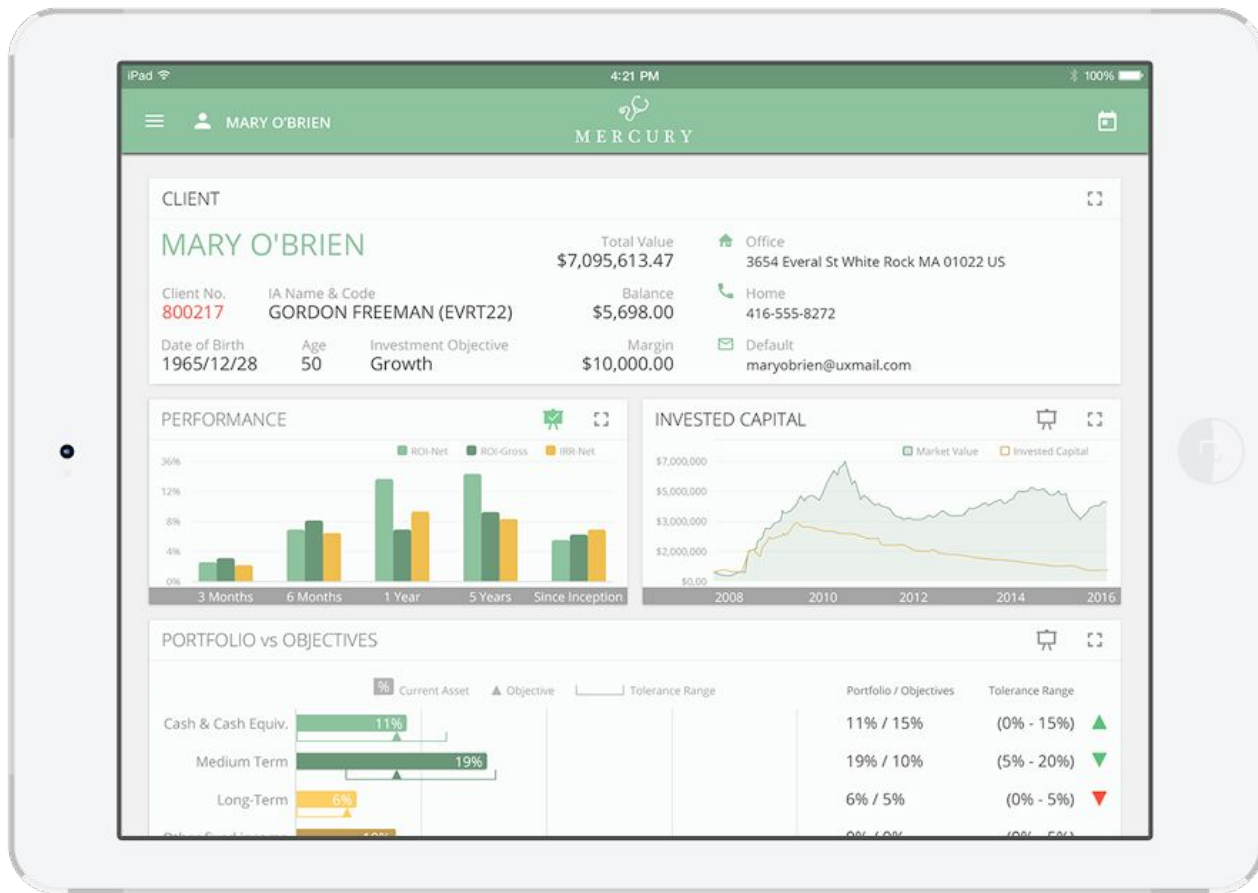 iPad 4:21 PM 100%
MARY O'BRIEN
MERCURY
CLIENT
MARY O'BRIEN
Total Value
$7,095,613.47
Office
3654 Everal St White Rock MA 01022 US
Client No.
800217
IA Name & Code
GORDON FREEMAN (EVRT22)
Balance
$5,698.00
Home
416-555-8272
Date of Birth
1965/12/28
Age
50
Investment Objective
Growth
Margin
$10,000.00
Default
maryobrien@uxmail.com
PERFORMANCE
ROI-Net ROI-Gross IRR-Net
36%
12%
8%
4%
0%
3 Months 6 Months 1 Year 5 Years Since Inception
INVESTED CAPITAL
Market Value Invested Capital
$7,000,000
$5,000,000
$3,000,000
$2,000,000
$0,00
2008 2010 2012 2014 2016
PORTFOLIO vs OBJECTIVES
% Current Asset Objective Tolerance Range Portfolio / Objectives Tolerance Range
Cash & Cash Equiv. 11% 11% / 15% (0% - 15%)
Medium Term 19% 19% / 10% (5% - 20%)
Long-Term 6% 6% / 5% (0% - 5%)